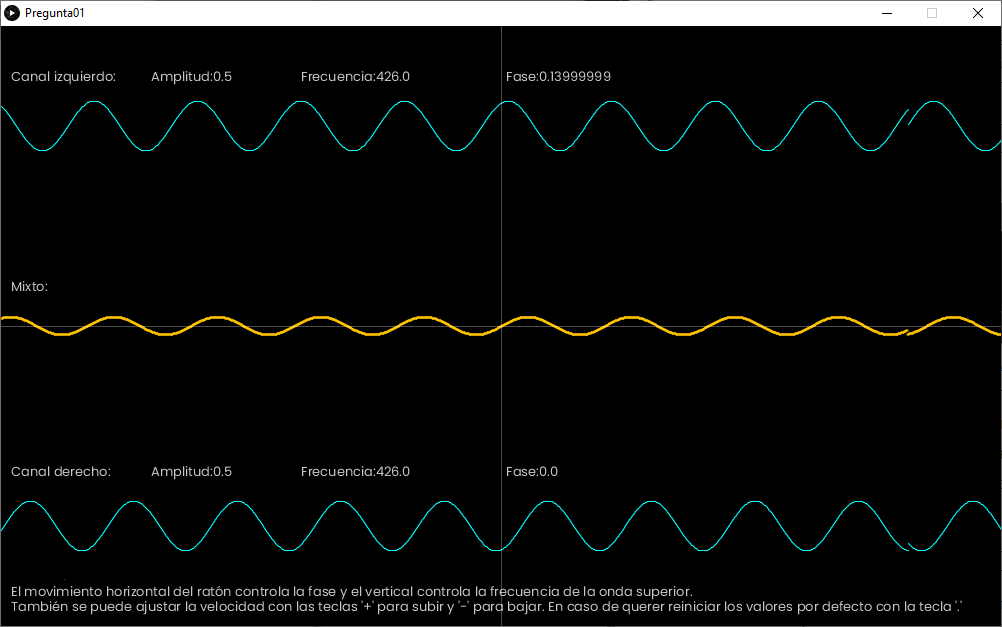 Pregunta01
Canal izquierdo: Amplitud:0.5 Frecuencia:426.0 Fase:0.13999999
Mixto:
Canal derecho: Amplitud:0.5 Frecuencia:426.0 Fase:0.0
El movimiento horizontal del ratón controla la fase y el vertical controla la frecuencia de la onda superior.
También se puede ajustar la velocidad con las teclas '+' para subir y '-' para bajar. En caso de querer reiniciar los valores por defecto con la tecla '.'